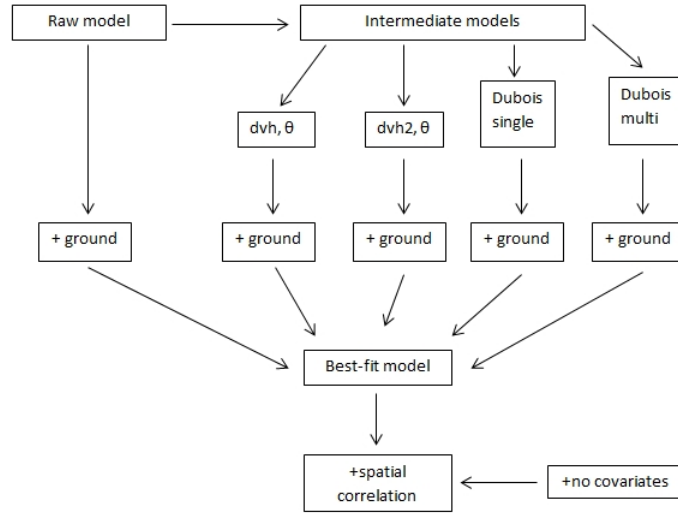 Raw model
Intermediate models
dvh, θ
dvh2, θ
Dubois
single
Dubois
multi
+ ground
+ ground
+ ground
+ ground
+ ground
Best-fit model
+spatial
correlation
+no covariates